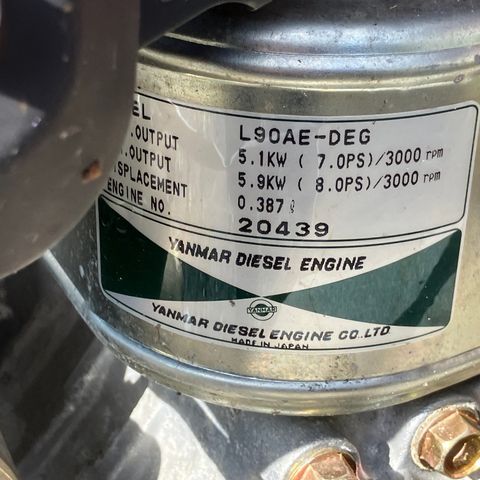 EL L90AE-DEG
.OUTPUT 5.1KW ( 7.0PS)/3000 rpm
.OUTPUT 5.9KW ( 8.0PS)/3000 rpm
SPLACEMENT 0.387 ℓ
ENGINE NO. 20439
YANMAR DIESEL ENGINE
YANMAR
YANMAR DIESEL ENGINE CO.,LTD
MADE IN JAPAN